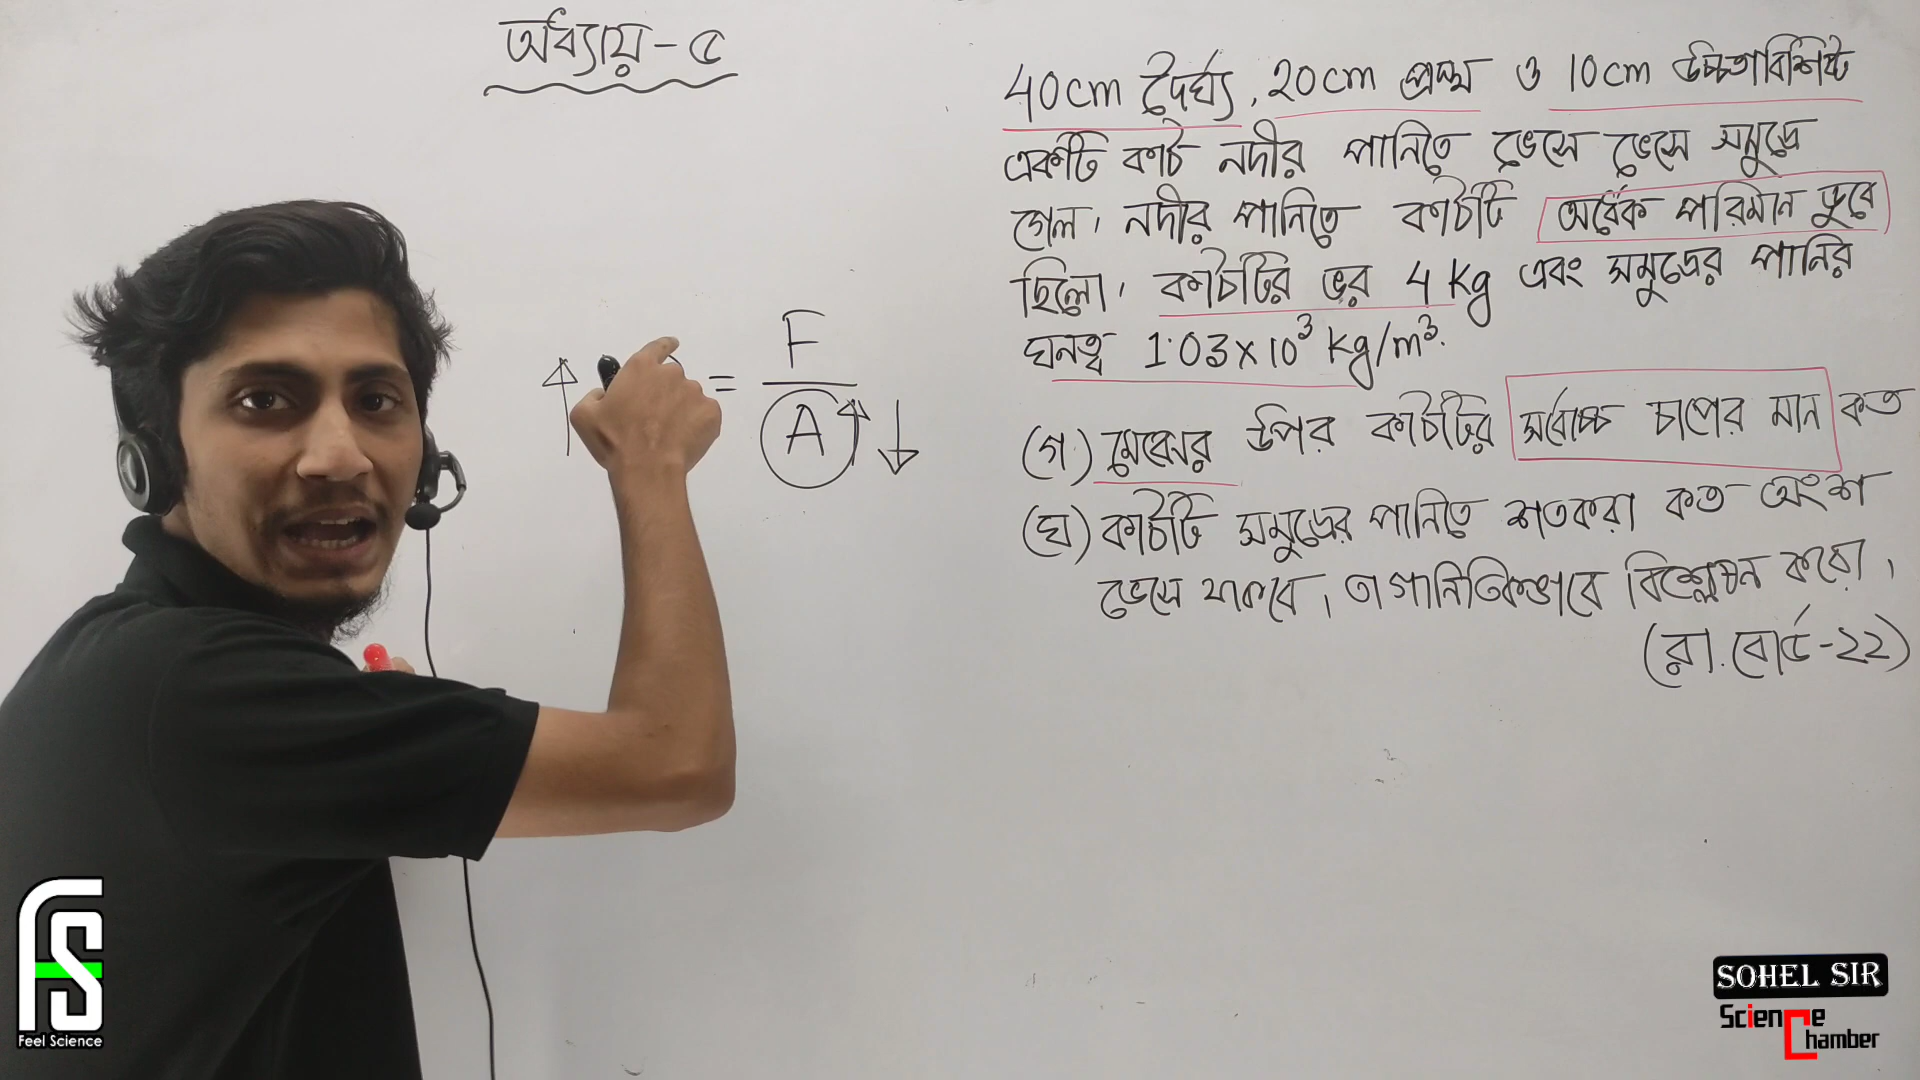 অধ্যায়-৫
= F
A
40cm দৈর্ঘ্য, 20cm প্রস্থ ও 10cm উচ্চতাবিশিষ্ট
একটি কাঠ নদীর পানিতে ভেসে ভেসে সমুদ্রে
গেল। নদীর পানিতে কাঠটি অর্ধেক পরিমান ডুবে
ছিলো। কাঠটির ভর 4 Kg এবং সমুদ্রের পানির
ঘনত্ব 1.03×10³ kg/m³.
(গ) মেঝের উপর কাঠটির সর্বোচ্চ চাপের মান কত
(ঘ) কাঠটি সমুদ্রের পানিতে শতকরা কত অংশ
ভেসে থাকবে, তা গানিতিকভাবে বিশ্লেষন করো।
(রা.বোর্ড-২২)
FS
Feel Science
SOHEL SIR
Science
Chamber